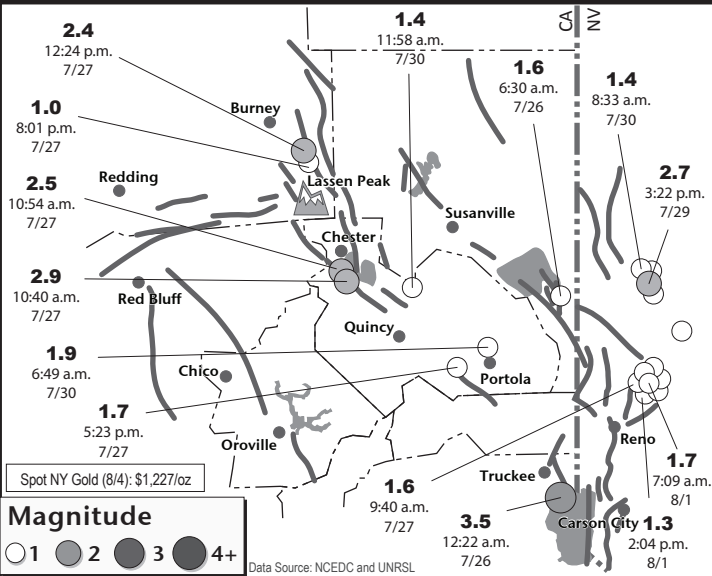 2.4
12:24 p.m.
7/27
1.4
11:58 a.m.
7/30
CA
NV
1.6
6:30 a.m.
7/26
1.4
8:33 a.m.
7/30
1.0
8:01 p.m.
7/27
Burney
2.7
3:22 p.m.
7/29
2.5
10:54 a.m.
7/27
Redding
Lassen Peak
Susanville
Chester
2.9
10:40 a.m.
7/27
Red Bluff
Quincy
1.9
6:49 a.m.
7/30
Chico
Portola
1.7
5:23 p.m.
7/27
Oroville
Reno
1.7
7:09 a.m.
8/1
Spot NY Gold (8/4): $1,227/oz
1.6
9:40 a.m.
7/27
Truckee
3.5
12:22 a.m.
7/26
Carson City
1.3
2:04 p.m.
8/1
Magnitude
1 2 3 4+
Data Source: NCEDC and UNRSL